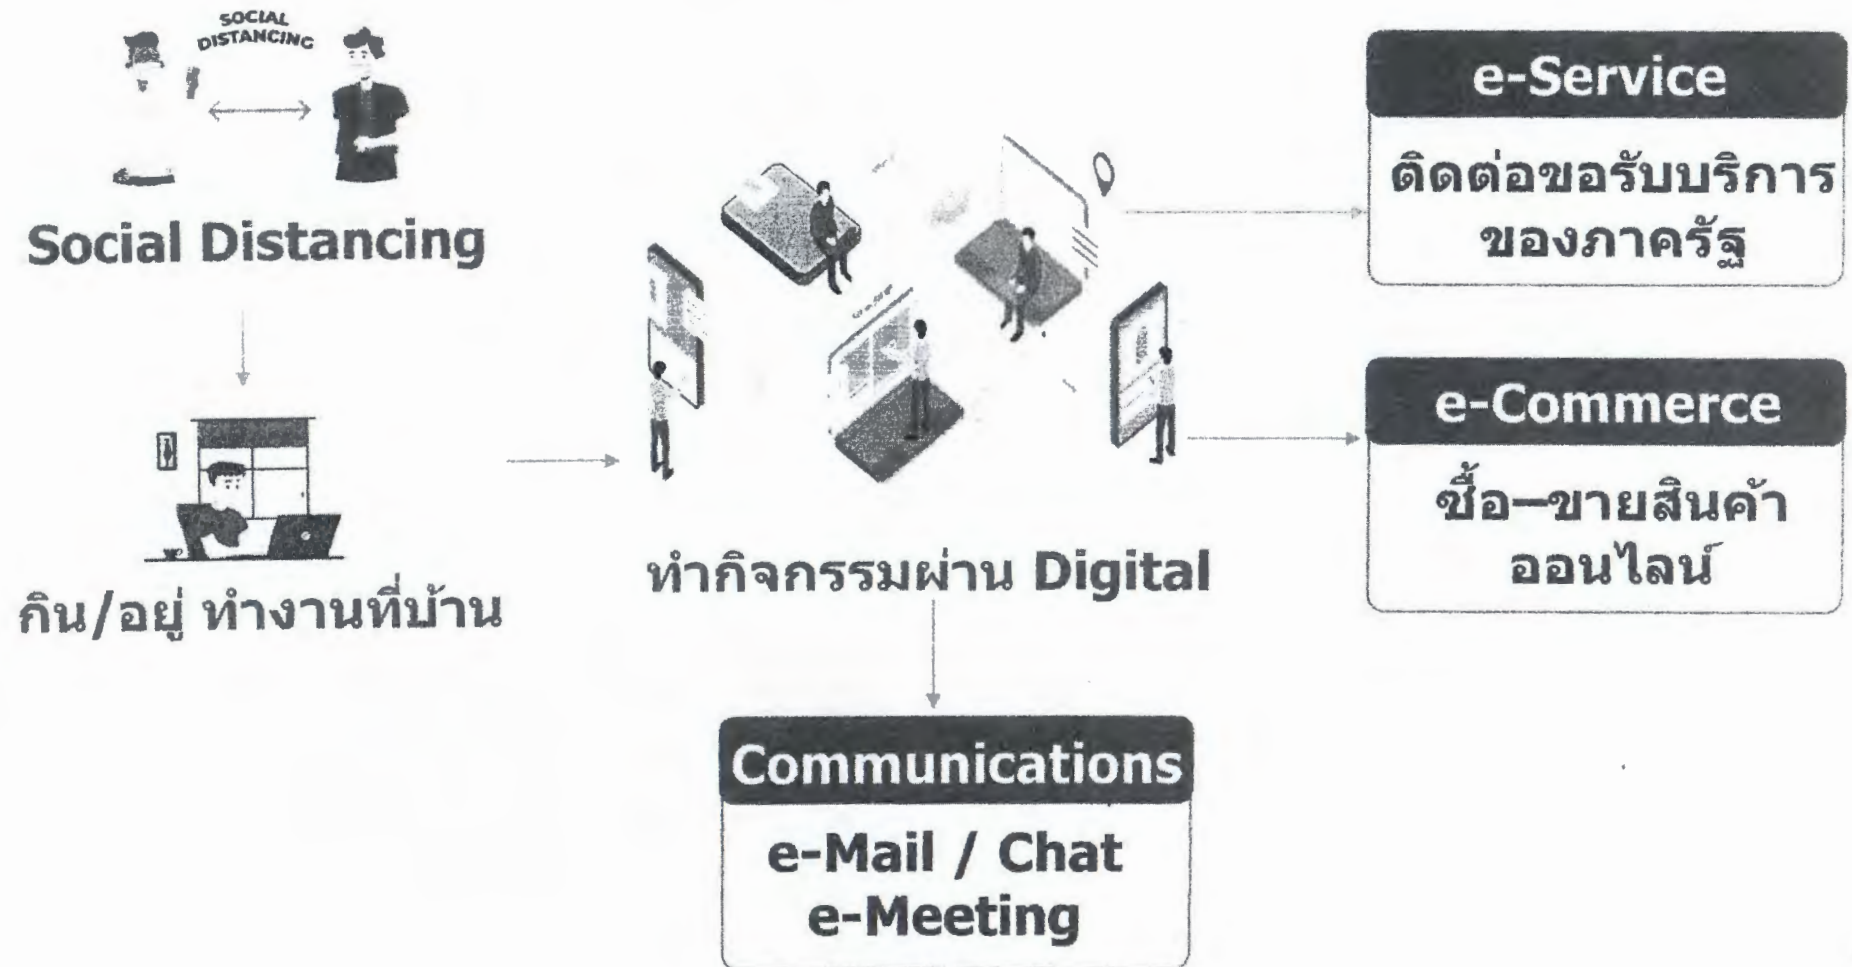 SOCIAL
DISTANCING
Social Distancing
กิน/อยู่ ทำงานที่บ้าน
ทำกิจกรรมผ่าน Digital
e-Service
ติดต่อขอรับบริการ
ของภาครัฐ
e-Commerce
ซื้อ–ขายสินค้า
ออนไลน์
Communications
e-Mail / Chat
e-Meeting